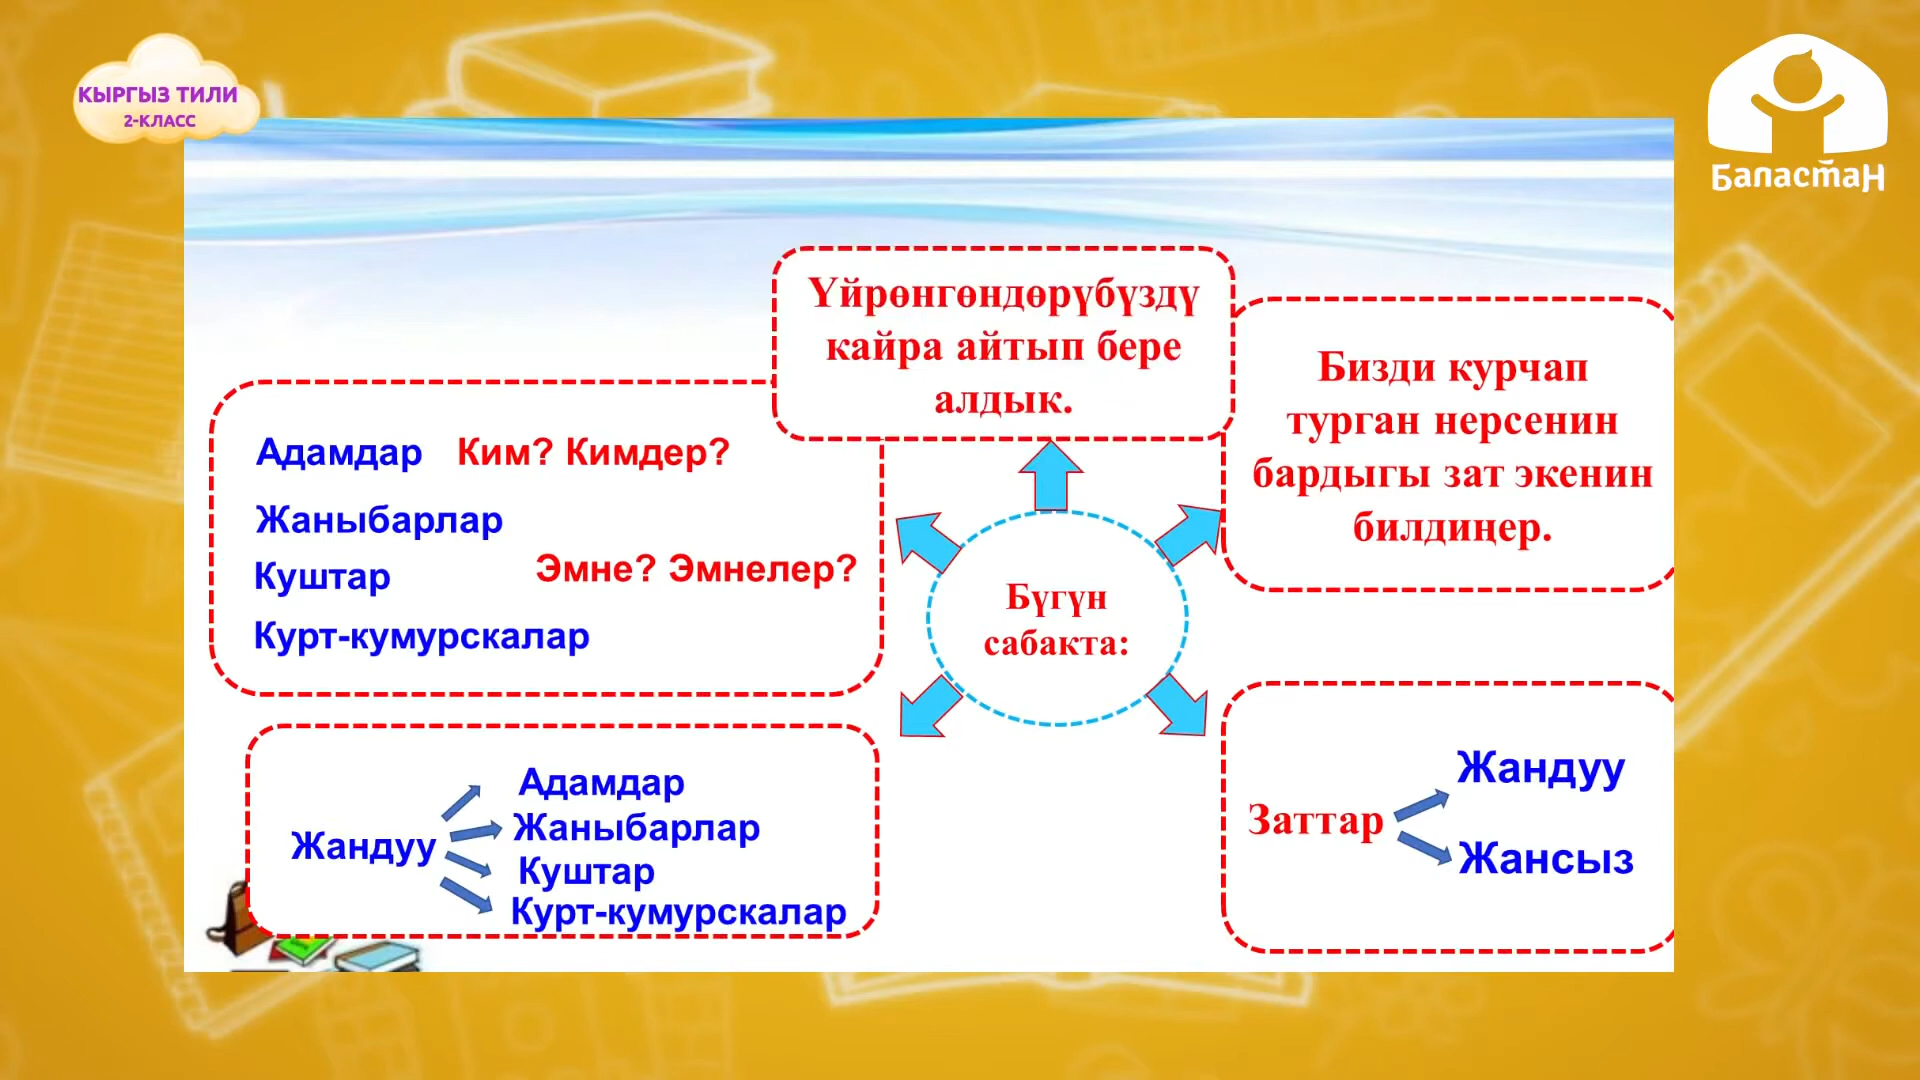 КЫРГЫЗ ТИЛИ
2-КЛАСС
Баластан
Үйрөнгөндөрүбүздү
кайра айтып бере
алдык.
Бизди курчап
турган нерсенин
бардыгы зат экенин
билдиңер.
Адамдар Ким? Кимдер?
Жаныбарлар
Эмне? Эмнелер?
Куштар
Курт-кумурскалар
Бүгүн
сабакта:
Жандуу
Адамдар
Жаныбарлар
Куштар
Курт-кумурскалар
Заттар
Жандуу
Жансыз